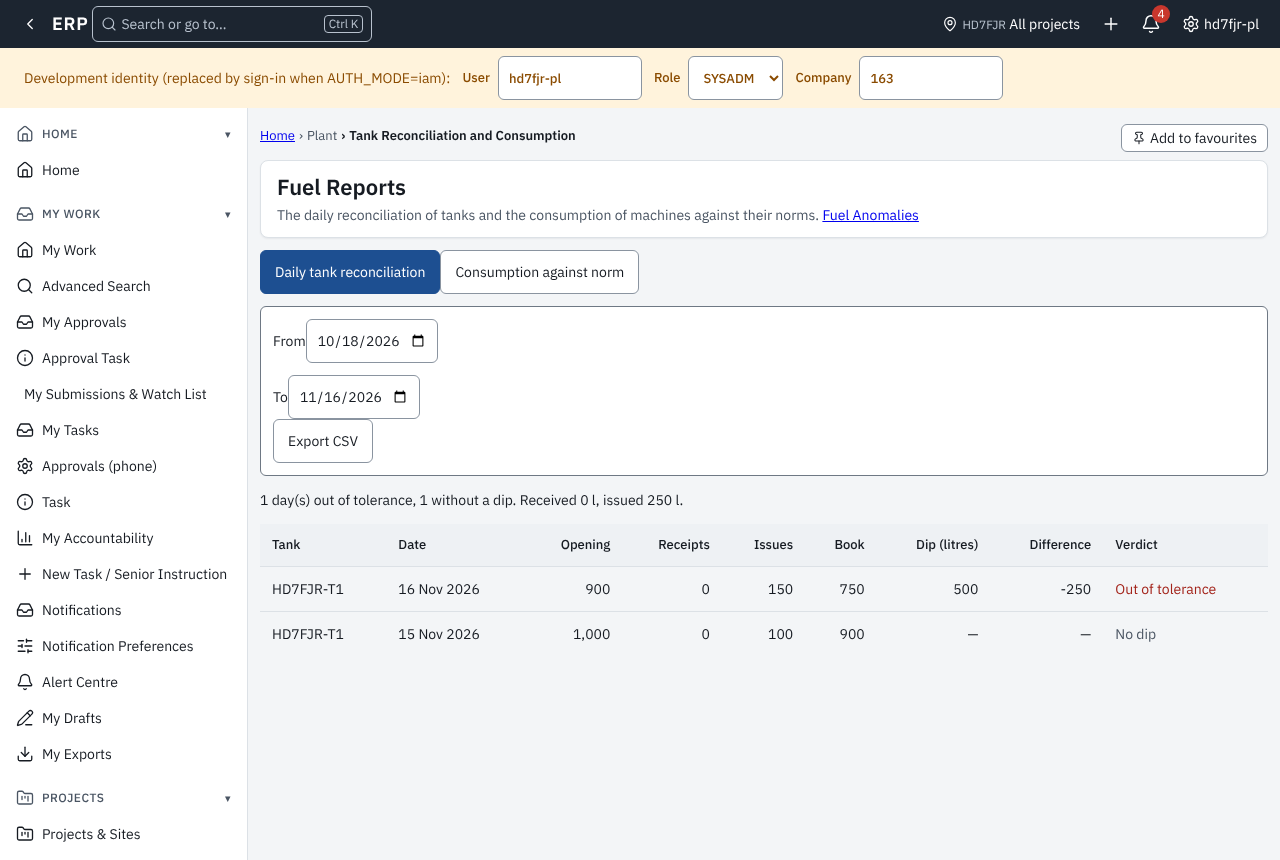 ERP Search or go to... Ctrl K HD7FJR All projects 4 hd7fjr-pl
Development identity (replaced by sign-in when AUTH_MODE=iam): User hd7fjr-pl Role SYSADM Company 163
HOME
Home
MY WORK
My Work
Advanced Search
My Approvals
Approval Task
My Submissions & Watch List
My Tasks
Approvals (phone)
Task
My Accountability
New Task / Senior Instruction
Notifications
Notification Preferences
Alert Centre
My Drafts
My Exports
PROJECTS
Projects & Sites
Home › Plant › Tank Reconciliation and Consumption
Add to favourites
Fuel Reports
The daily reconciliation of tanks and the consumption of machines against their norms. Fuel Anomalies
Daily tank reconciliation Consumption against norm
From 10/18/2026
To 11/16/2026
Export CSV
1 day(s) out of tolerance, 1 without a dip. Received 0 l, issued 250 l.
Tank Date Opening Receipts Issues Book Dip (litres) Difference Verdict
HD7FJR-T1 16 Nov 2026 900 0 150 750 500 -250 Out of tolerance
HD7FJR-T1 15 Nov 2026 1,000 0 100 900 — — No dip